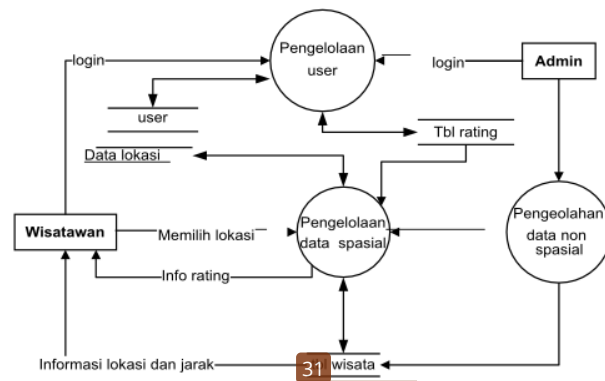 Pengelolaan
user
login
login
Admin
user
Tbl rating
Data lokasi
Wisatawan
Memilih lokasi
Pengelolaan
data spasial
Pengeolahan
data non
spasial
Info rating
Informasi lokasi dan jarak
31
wisata